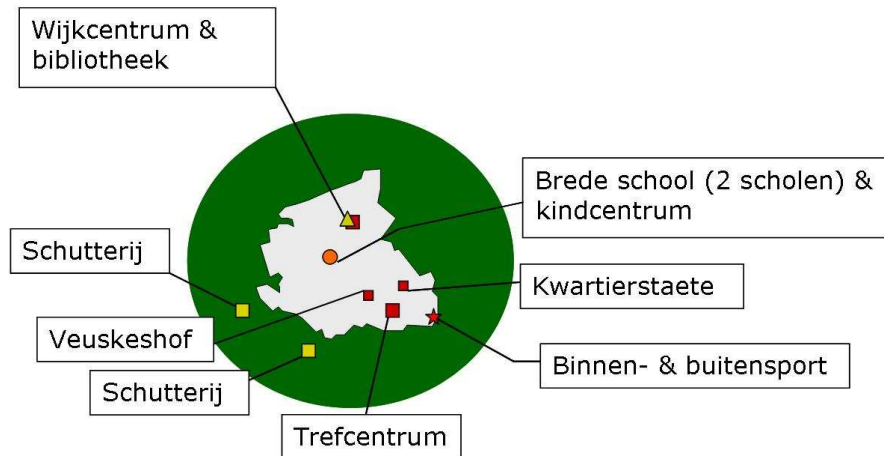 Wijkcentrum &
bibliotheek
Brede school (2 scholen) &
kindcentrum
Schutterij
Kwartierstaete
Veuskeshof
Binnen- & buitensport
Schutterij
Trefcentrum